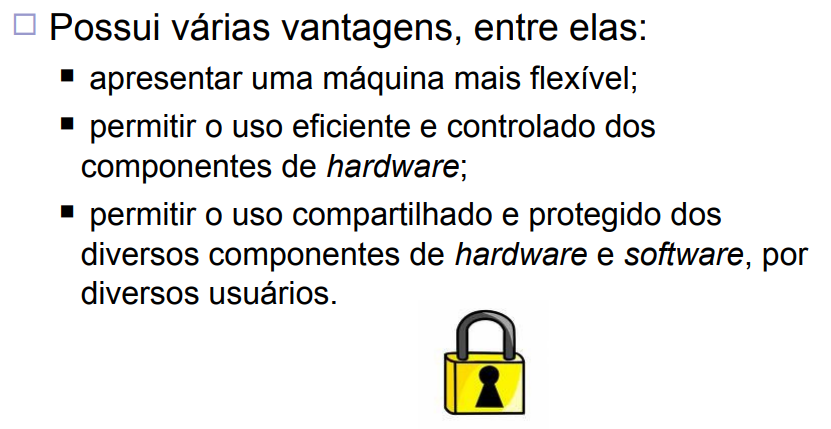 Possui várias vantagens, entre elas:
apresentar uma máquina mais flexível;
permitir o uso eficiente e controlado dos
componentes de hardware;
permitir o uso compartilhado e protegido dos
diversos componentes de hardware e software, por
diversos usuários.